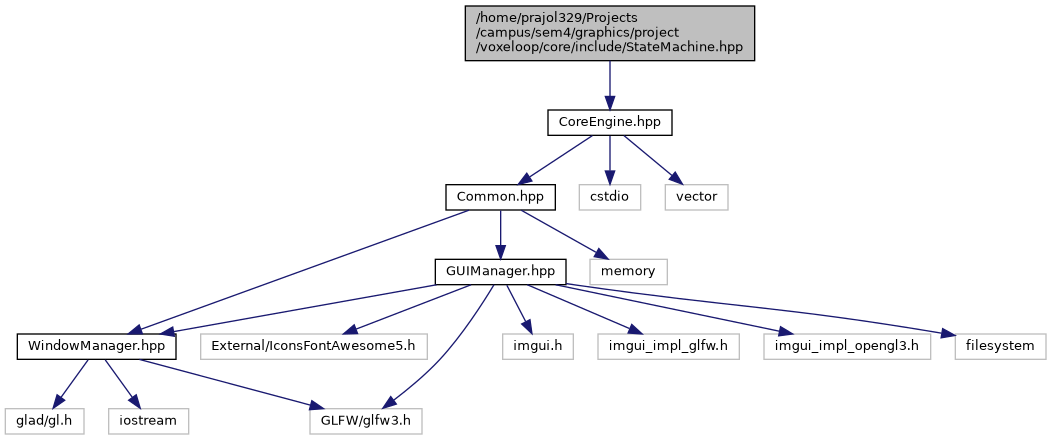 /home/prajol329/Projects
/campus/sem4/graphics/project
/voxeloop/core/include/StateMachine.hpp
CoreEngine.hpp
Common.hpp
cstdio
vector
GUIManager.hpp
memory
WindowManager.hpp
External/IconsFontAwesome5.h
imgui.h
imgui_impl_glfw.h
imgui_impl_opengl3.h
filesystem
glad/gl.h
iostream
GLFW/glfw3.h